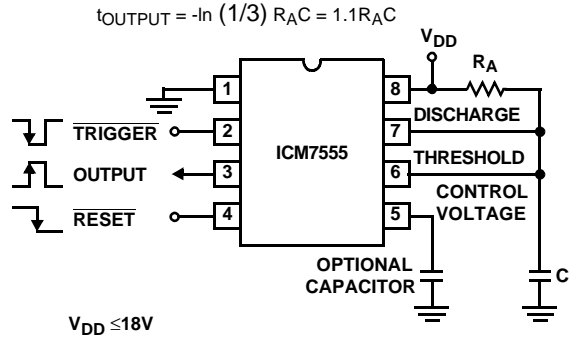 tOUTPUT = -ln (1/3) RAC = 1.1RAC
VDD
RA
1
8
DISCHARGE
TRIGGER
2
7
ICM7555
THRESHOLD
OUTPUT
3
6
CONTROL
VOLTAGE
RESET
4
5
OPTIONAL
CAPACITOR
C
VDD ≤18V